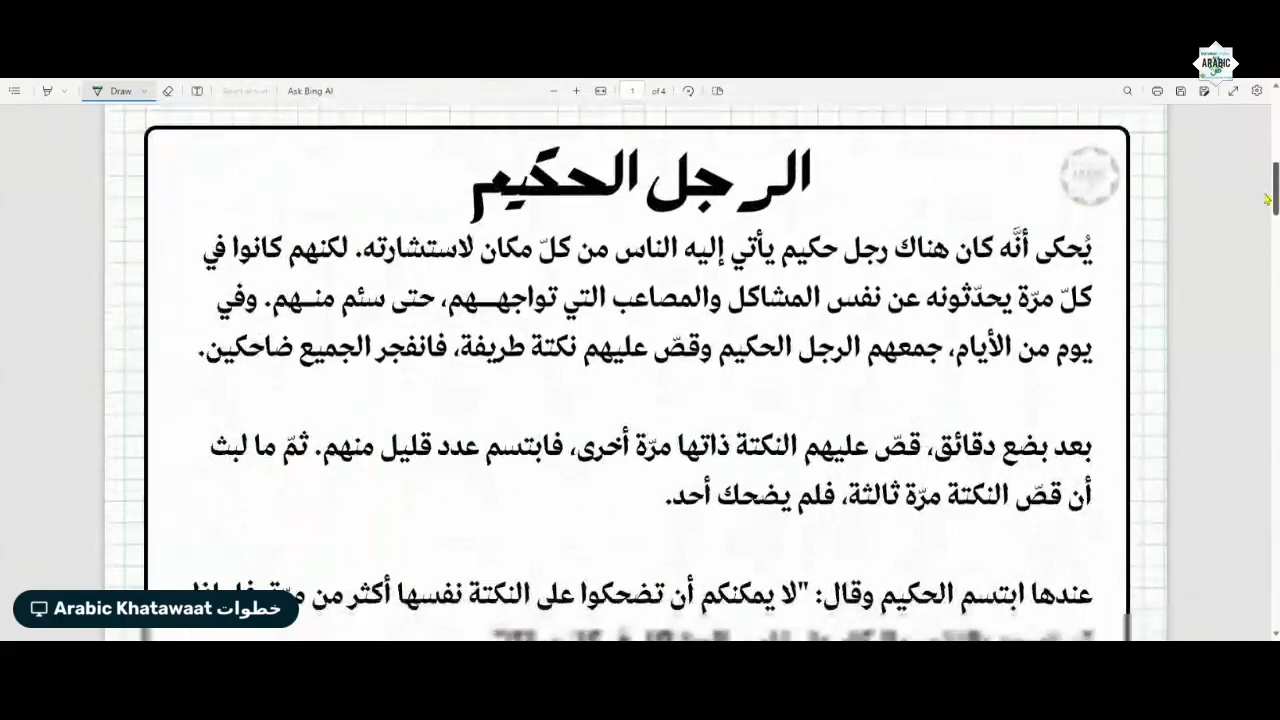 ARABIC
Draw
Ask Bing AI
1 of 4
الرجل الحكيم
يُحكى أنَّه كان هناك رجل حكيم يأتي إليه الناس من كلّ مكان لاستشارته. لكنهم كانوا في
كلّ مرّة يحدّثونه عن نفس المشاكل والمصاعب التي تواجهـــهم، حتى سئم منـــهم. وفي
يوم من الأيام، جمعهم الرجل الحكيم وقصّ عليهم نكتة طريفة، فانفجر الجميع ضاحكين.
بعد بضع دقائق، قصّ عليهم النكتة ذاتها مرّة أخرى، فابتسم عدد قليل منهم. ثمّ ما لبث
أن قصّ النكتة مرّة ثالثة، فلم يضحك أحد.
عندها ابتسم الحكيم وقال: "لا يمكنكم أن تضحكوا على النكتة نفسها أكثر من
Arabic Khatawaat خطوات